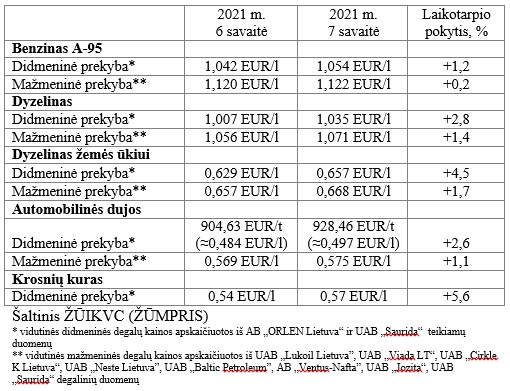 2021 m. 2021 m. Laikotarpio
6 savaitė 7 savaitė pokytis, %
Benzinas A-95
Didmeninė prekyba* 1,042 EUR/l 1,054 EUR/l +1,2
Mažmeninė prekyba** 1,120 EUR/l 1,122 EUR/l +0,2
Dyzelinas
Didmeninė prekyba* 1,007 EUR/l 1,035 EUR/l +2,8
Mažmeninė prekyba** 1,056 EUR/l 1,071 EUR/l +1,4
Dyzelinas žemės ūkiui
Didmeninė prekyba* 0,629 EUR/l 0,657 EUR/l +4,5
Mažmeninė prekyba** 0,657 EUR/l 0,668 EUR/l +1,7
Automobilinės dujos
904,63 EUR/t 928,46 EUR/t
Didmeninė prekyba* (≈0,484 EUR/l) (≈0,497 EUR/l) +2,6
Mažmeninė prekyba** 0,569 EUR/l 0,575 EUR/l +1,1
Krosnių kuras
Didmeninė prekyba* 0,54 EUR/l 0,57 EUR/l +5,6
Šaltinis ŽŪIKVC (ŽŪMPRIS)
* vidutinės didmeninės degalų kainos apskaičiuotos iš AB „ORLEN Lietuva“ ir UAB „Saurida“ teikiamų
duomenų
** vidutinės mažmeninės degalų kainos apskaičiuotos iš UAB „Lukoil Lietuva”, UAB „Viada LT“, UAB „Cirkle
K Lietuva“, UAB „Neste Lietuva”, UAB „Baltic Petroleum”, AB „Ventus-Nafta”, UAB „Jozita“, UAB
„Saurida“ degalinių duomenų